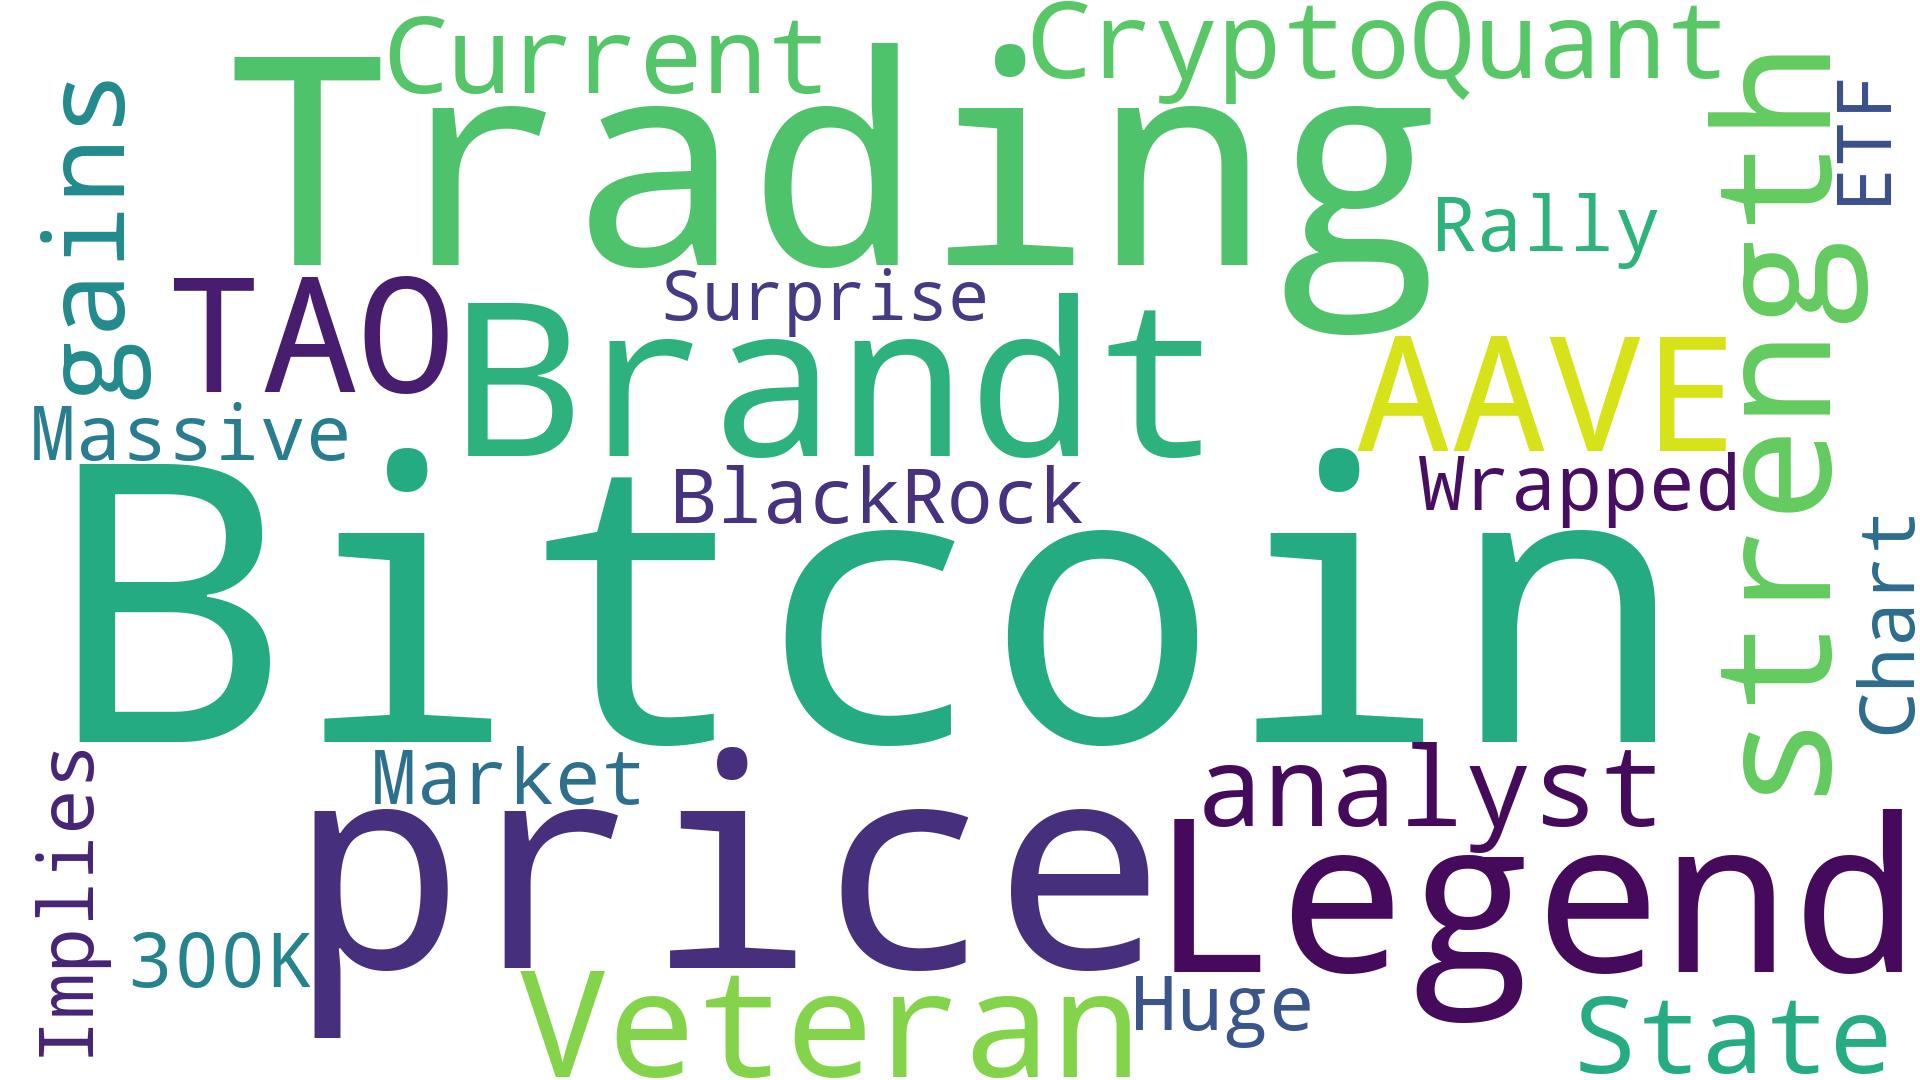 Current
CryptoQuant
Trading
gains
strength
ETF
Rally
Surprise
TAO
Brandt
AAVE
Massive
BlackRock
Wrapped
Bitcoin
Chart
Market
analyst
Implies
price
Legend
300K
Veteran
Huge
State